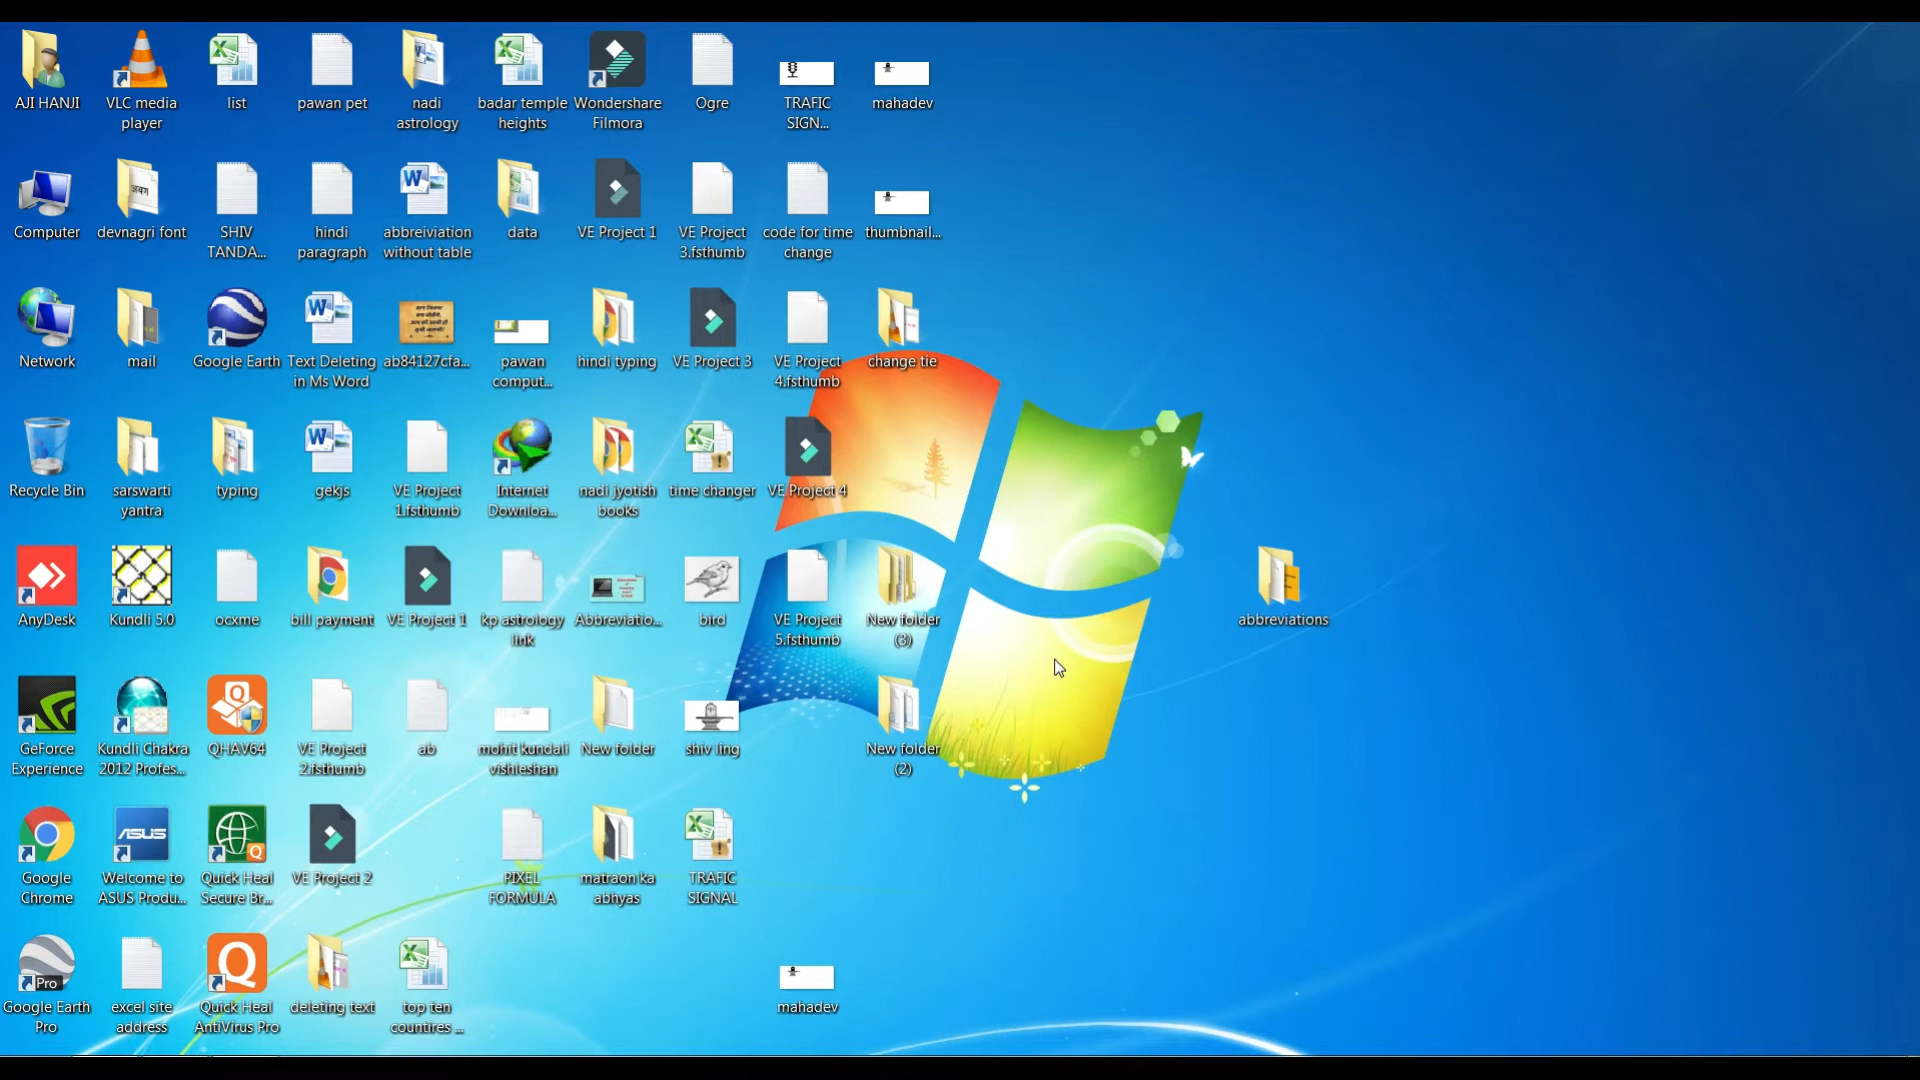 AJI HANJI
VLC media
player
list
pawan pet
nadi
astrology
badar temple
heights
Wondershare
Filmora
Ogre
TRAFIC
SIGN...
mahadev
Computer
devnagri font
SHIV
TANDA...
hindi
paragraph
abbreiviation
without table
data
VE Project 1
VE Project
3.fsthumb
code for time
change
thumbnail...
Network
mail
Google Earth
Text Deleting
in Ms Word
ab84127cfa...
pawan
comput...
hindi typing
VE Project 3
VE Project
4.fsthumb
change tie
Recycle Bin
sarswarti
yantra
typing
gekjs
VE Project
1.fsthumb
Internet
Downloa...
nadi jyotish
books
time changer
VE Project 4
AnyDesk
Kundli 5.0
ocxme
bill payment
VE Project 1
kp astrology
link
Abbreviatio...
bird
VE Project
5.fsthumb
New folder
(3)
abbreviations
GeForce
Experience
Kundli Chakra
2012 Profes...
QHAV64
VE Project
2.fsthumb
ab
mohit kundali
vishleshan
New folder
shiv ling
New folder
(2)
Google
Chrome
ASUS
Welcome to
ASUS Produ...
Quick Heal
Secure Br...
VE Project 2
PIXEL
FORMULA
matraon ka
abhyas
TRAFIC
SIGNAL
Pro
Google Earth
Pro
excel site
address
Quick Heal
AntiVirus Pro
deleting text
top ten
countires ...
mahadev